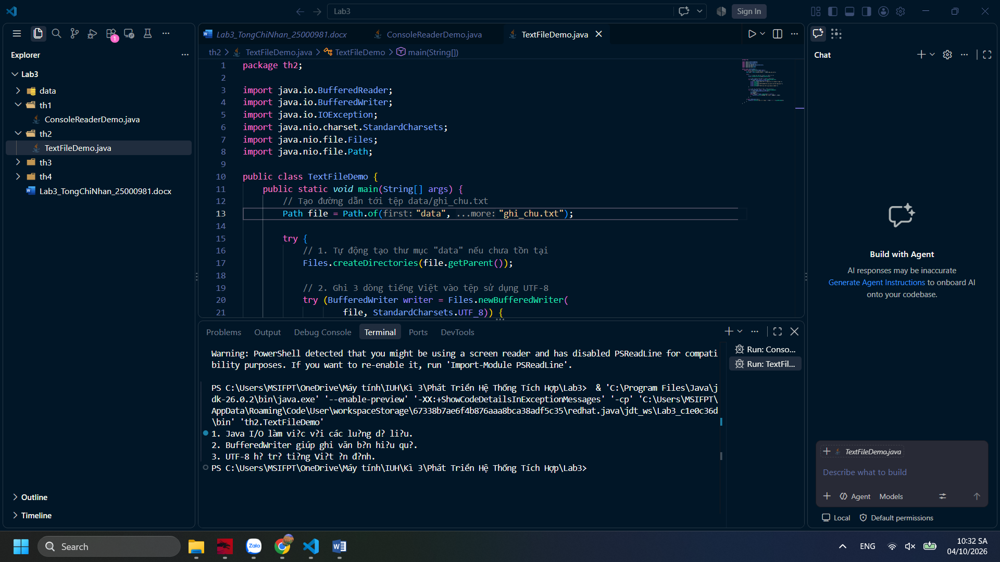 Lab3
Sign In
Explorer
Lab3
data
th1
ConsoleReaderDemo.java
th2
TextFileDemo.java
th3
th4
Lab3_TongChiNhan_25000981.docx
Outline
Timeline
1
Lab3_TongChiNhan_25000981.docx
ConsoleReaderDemo.java
TextFileDemo.java
th2 > TextFileDemo.java > TextFileDemo > main(String[])
1 package th2;
2
3 import java.io.BufferedReader;
4 import java.io.BufferedWriter;
5 import java.io.IOException;
6 import java.nio.charset.StandardCharsets;
7 import java.nio.file.Files;
8 import java.nio.file.Path;
9
10 public class TextFileDemo {
11 public static void main(String[] args) {
12 // Tạo đường dẫn tới tệp data/ghi_chu.txt
13 Path file = Path.of(first: "data", ...more: "ghi_chu.txt");
14
15 try {
16 // 1. Tự động tạo thư mục "data" nếu chưa tồn tại
17 Files.createDirectories(file.getParent());
18
19 // 2. Ghi 3 dòng tiếng Việt vào tệp sử dụng UTF-8
20 try (BufferedWriter writer = Files.newBufferedWriter(
21 file, StandardCharsets.UTF_8)) {
Problems
Output
Debug Console
Terminal
Ports
DevTools
Warning: PowerShell detected that you might be using a screen reader and has disabled PSReadLine for compati
bility purposes. If you want to re-enable it, run 'Import-Module PSReadLine'.
PS C:\Users\MSIFPT\OneDrive\Máy tính\IUH\Kì 3\Phát Triển Hệ Thống Tích Hợp\Lab3>  & 'C:\Program Files\Java\j
dk-26.0.2\bin\java.exe' '--enable-preview' '-XX:+ShowCodeDetailsInExceptionMessages' '-cp' 'C:\Users\MSIFPT\
AppData\Roaming\Code\User\workspaceStorage\67338b7ae6f4b876aaa8bca38adf5c35\redhat.java\jdt_ws\Lab3_c1e0c36d
\bin' 'th2.TextFileDemo'
1. Java I/O làm vi?c v?i các lu?ng d? li?u.
2. BufferedWriter giúp ghi văn b?n hi?u qu?.
3. UTF-8 h? tr? ti?ng Vi?t ?n đ?nh.
PS C:\Users\MSIFPT\OneDrive\Máy tính\IUH\Kì 3\Phát Triển Hệ Thống Tích Hợp\Lab3>
Run: Conso...
Run: TextFil...
Chat
Build with Agent
AI responses may be inaccurate
Generate Agent Instructions to onboard AI
onto your codebase.
TextFileDemo.java
Describe what to build
Agent
Models
Local
Default permissions
Search
Zalo
ENG
10:32 SA
04/10/2026